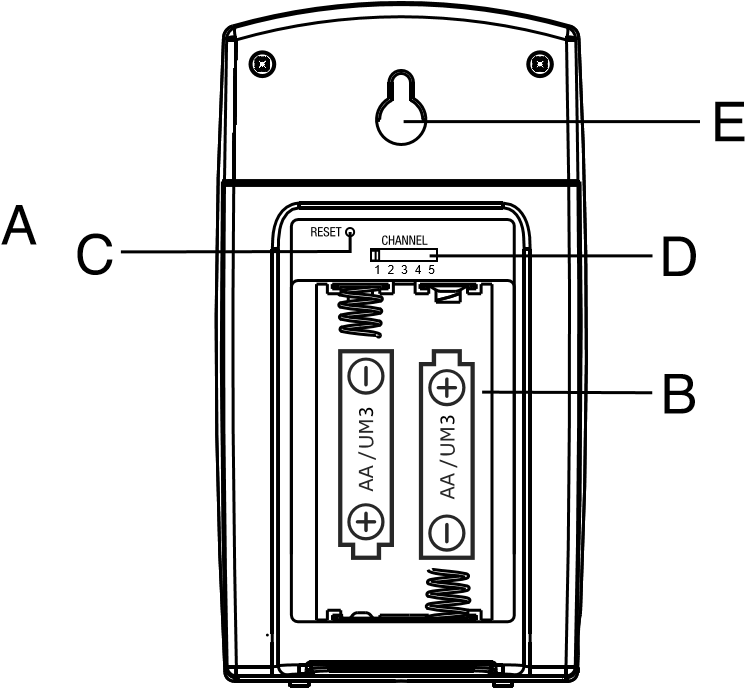 E
A
C
RESET
CHANNEL
D
1 2 3 4 5
B
AA / UM3
AA / UM3